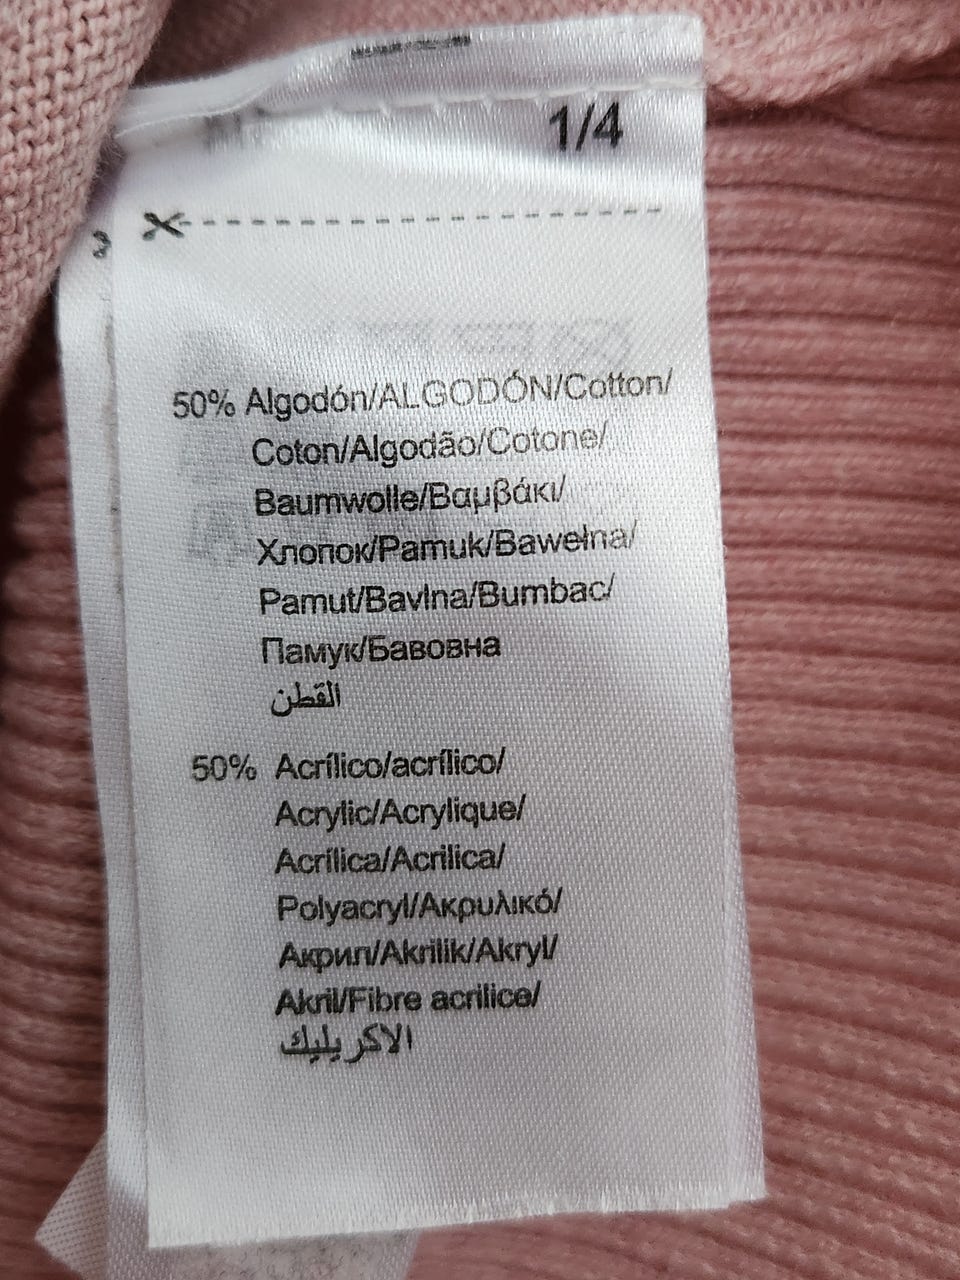 1/4
50% Algodón/ALGODÓN/Cotton/
Coton/Algodão/Cotone/
Baumwolle/Βαμβάκι/
Хлопок/Pamuk/Bawełna/
Pamut/Bavlna/Bumbac/
Памук/Бавовна
القطن
50% Acrílico/acrílico/
Acrylic/Acrylique/
Acrílica/Acrilica/
Polyacryl/Ακρυλικό/
Акрил/Akrilik/Akryl/
Akril/Fibre acrilice/
الاكريليك